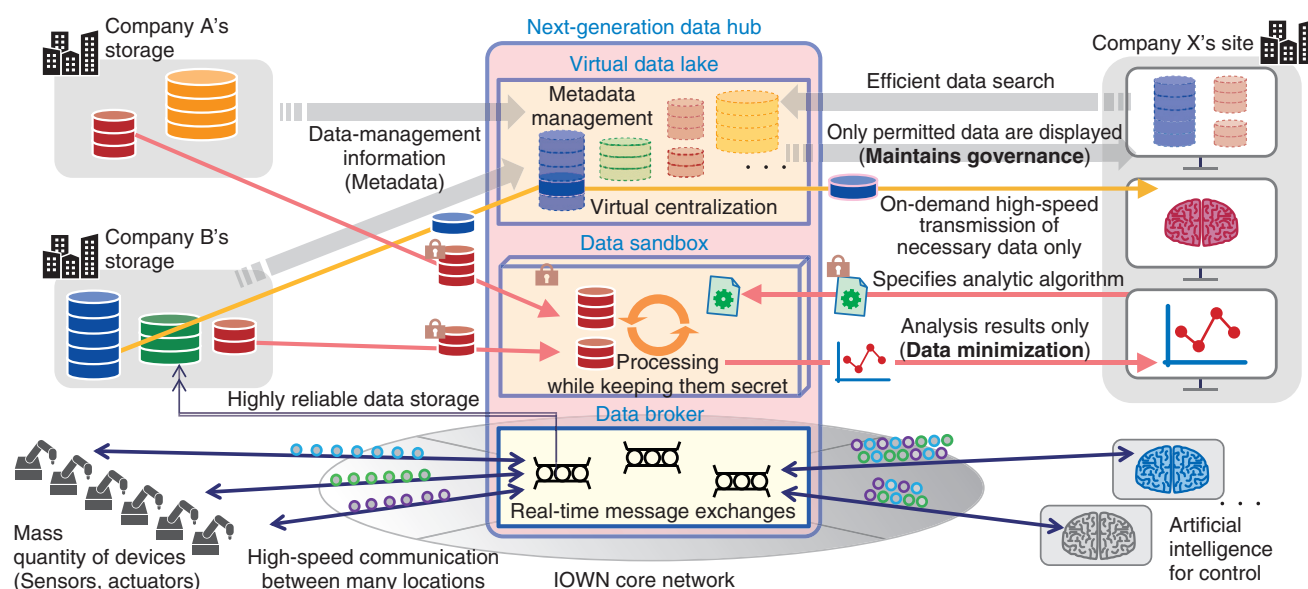 Company A's
storage
Next-generation data hub
Company X's site
Virtual data lake
Metadata
management
Efficient data search
Data-management
information
(Metadata)
Only permitted data are displayed
(Maintains governance)
. . .
Virtual centralization
On-demand high-speed
transmission of
necessary data only
Company B's
storage
Data sandbox
Specifies analytic algorithm
Processing
while keeping them secret
Analysis results only
(Data minimization)
Highly reliable data storage
Data broker
Real-time message exchanges
Mass
quantity of devices
(Sensors, actuators)
High-speed communication
between many locations
IOWN core network
. . .
Artificial
intelligence
for control